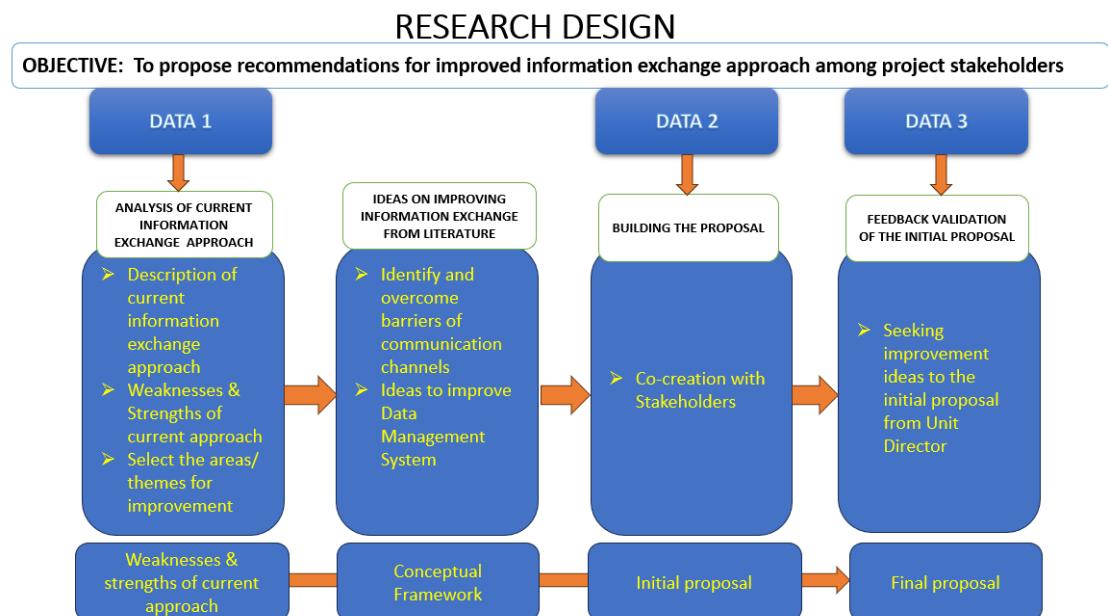 RESEARCH DESIGN
OBJECTIVE: To propose recommendations for improved information exchange approach among project stakeholders
DATA 1
DATA 2
DATA 3
ANALYSIS OF CURRENT
INFORMATION
EXCHANGE APPROACH
IDEAS ON IMPROVING
INFORMATION EXCHANGE
FROM LITERATURE
BUILDING THE PROPOSAL
FEEDBACK VALIDATION
OF THE INITIAL PROPOSAL
➢ Description of
current
information
exchange
approach
➢ Weaknesses &
Strengths of
current approach
➢ Select the areas/
themes for
improvement
➢ Identify and
overcome
barriers of
communication
channels
➢ Ideas to improve
Data
Management
System
➢ Co-creation with
Stakeholders
➢ Seeking
improvement
ideas to the
initial proposal
from Unit
Director
Weaknesses &
strengths of current
approach
Conceptual
Framework
Initial proposal
Final proposal